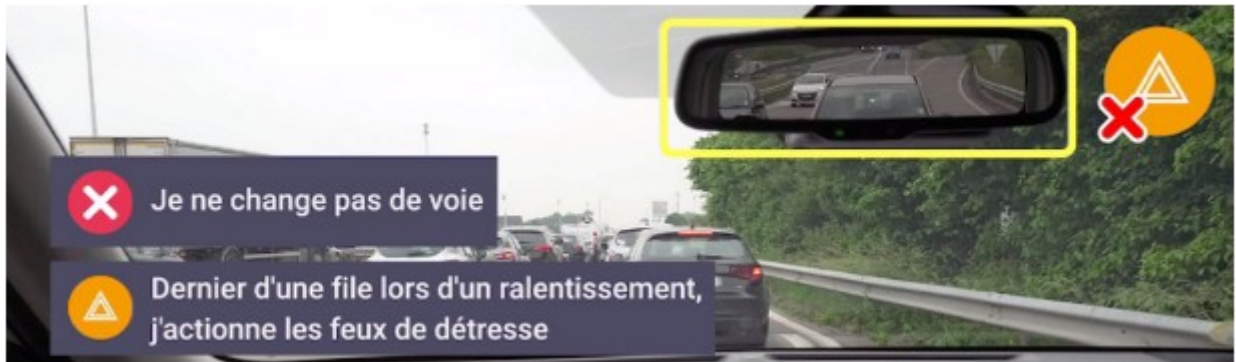 Je ne change pas de voie
Dernier d'une file lors d'un ralentissement,
j'actionne les feux de détresse